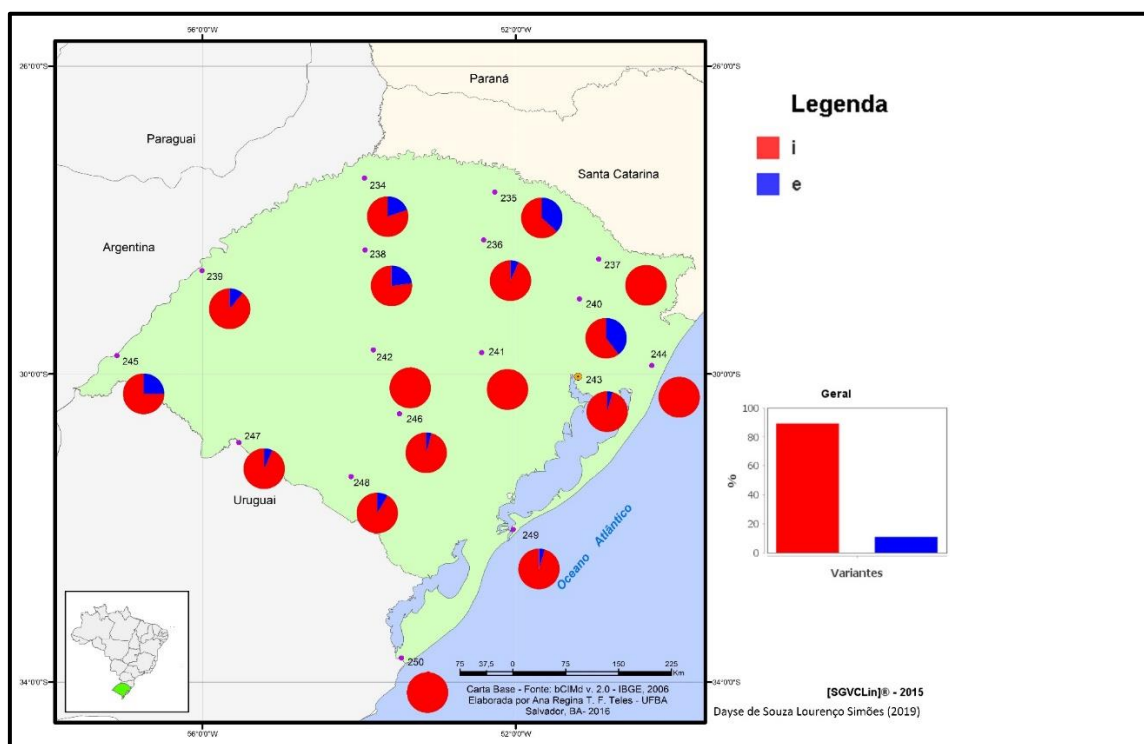 96°0'0"W
52°0'0"W
26°0'0"S
26°0'0"S
Paraná
Paraguai
Santa Catarina
Argentina
234
235
236
237
238
239
240
241
242
243
244
245
246
247
248
249
250
30°0'0"S
30°0'0"S
Uruguai
Oceano Atlântico
75 37,5 0 75 150 225
Km
Carta Base - Fonte: bCIMd v. 2.0 - IBGE, 2006
Elaborada por Ana Regina T. F. Teles - UFBA
Salvador, BA- 2016
34°0'0"S
34°0'0"S
96°0'0"W
52°0'0"W
Legenda
i
e
Geral
%
100
80
60
40
20
0
Variantes
[SGVCLin]® - 2015
Dayse de Souza Lourenço Simões (2019)